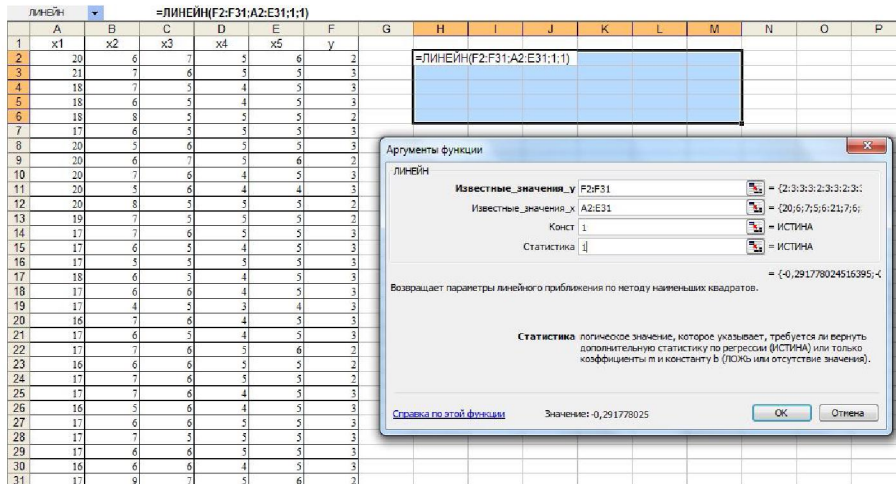 ЛИНЕЙН =ЛИНЕЙН(F2:F31;A2:E31;1;1)
A B C D E F G H I J K L M N O P
1 x1 x2 x3 x4 x5 y
2 20 6 7 5 6 2 =ЛИНЕЙН(F2:F31;A2:E31;1;1)
3 21 7 6 5 5 3
4 18 7 5 4 5 3
5 18 6 5 4 5 3
6 18 8 5 5 5 2
7 17 6 5 5 5 3
8 20 5 6 5 5 3
9 20 6 7 5 6 2
10 20 7 6 4 5 3
11 20 5 6 4 4 3
12 20 8 5 5 5 2
13 19 7 5 5 5 2
14 17 7 6 5 5 3
15 17 6 5 4 5 3
16 17 5 5 5 5 3
17 18 6 5 4 5 3
18 17 6 6 4 5 3
19 17 4 5 3 4 3
20 16 7 6 4 5 3
21 17 6 5 4 5 3
22 17 7 6 5 6 2
23 16 6 6 5 5 2
24 17 7 6 5 5 2
25 17 7 6 4 5 3
26 16 5 6 4 5 3
27 17 6 6 5 5 3
28 17 7 5 5 5 3
29 17 6 6 5 5 3
30 16 6 6 4 5 3
31 17 9 7 5 6 2
Аргументы функции
ЛИНЕЙН
Известные_значения_y F2:F31 = {2:3:3:3:2:3:3:2:3:
Известные_значения_x A2:E31 = {20;6;7;5;6:21;7;6;
Конст 1 = ИСТИНА
Статистика 1 = ИСТИНА
= {-0,291778024516395;-
Возвращает параметры линейного приближения по методу наименьших квадратов.
Статистика логическое значение, которое указывает, требуется ли вернуть
дополнительную статистику по регрессии (ИСТИНА) или только
коэффициенты m и константу b (ЛОЖЬ или отсутствие значения).
Справка по этой функции Значение: -0,291778025 ОК Отмена